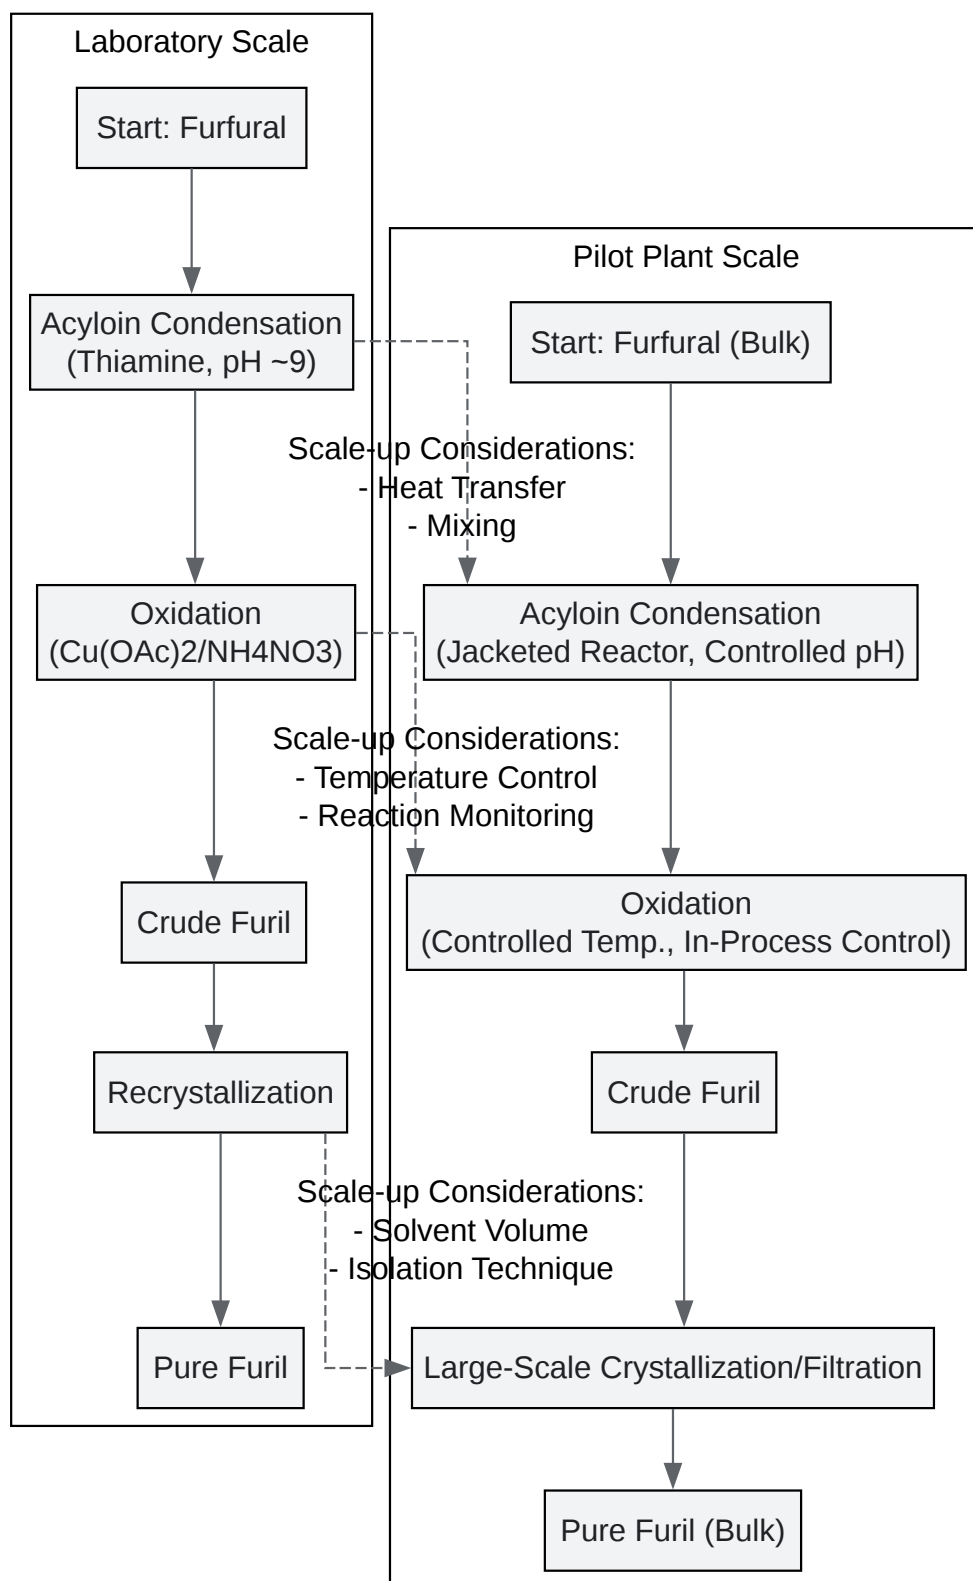 Laboratory Scale
Start: Furfural
Acyloin Condensation
(Thiamine, pH ~9)
Oxidation
(Cu(OAc)2/NH4NO3)
Crude Furil
Recrystallization
Pure Furil
Pilot Plant Scale
Start: Furfural (Bulk)
Scale-up Considerations:
- Heat Transfer
- Mixing
Acyloin Condensation
(Jacketed Reactor, Controlled pH)
Scale-up Considerations:
- Temperature Control
- Reaction Monitoring
Oxidation
(Controlled Temp., In-Process Control)
Crude Furil
Scale-up Considerations:
- Solvent Volume
- Isolation Technique
Large-Scale Crystallization/Filtration
Pure Furil (Bulk)